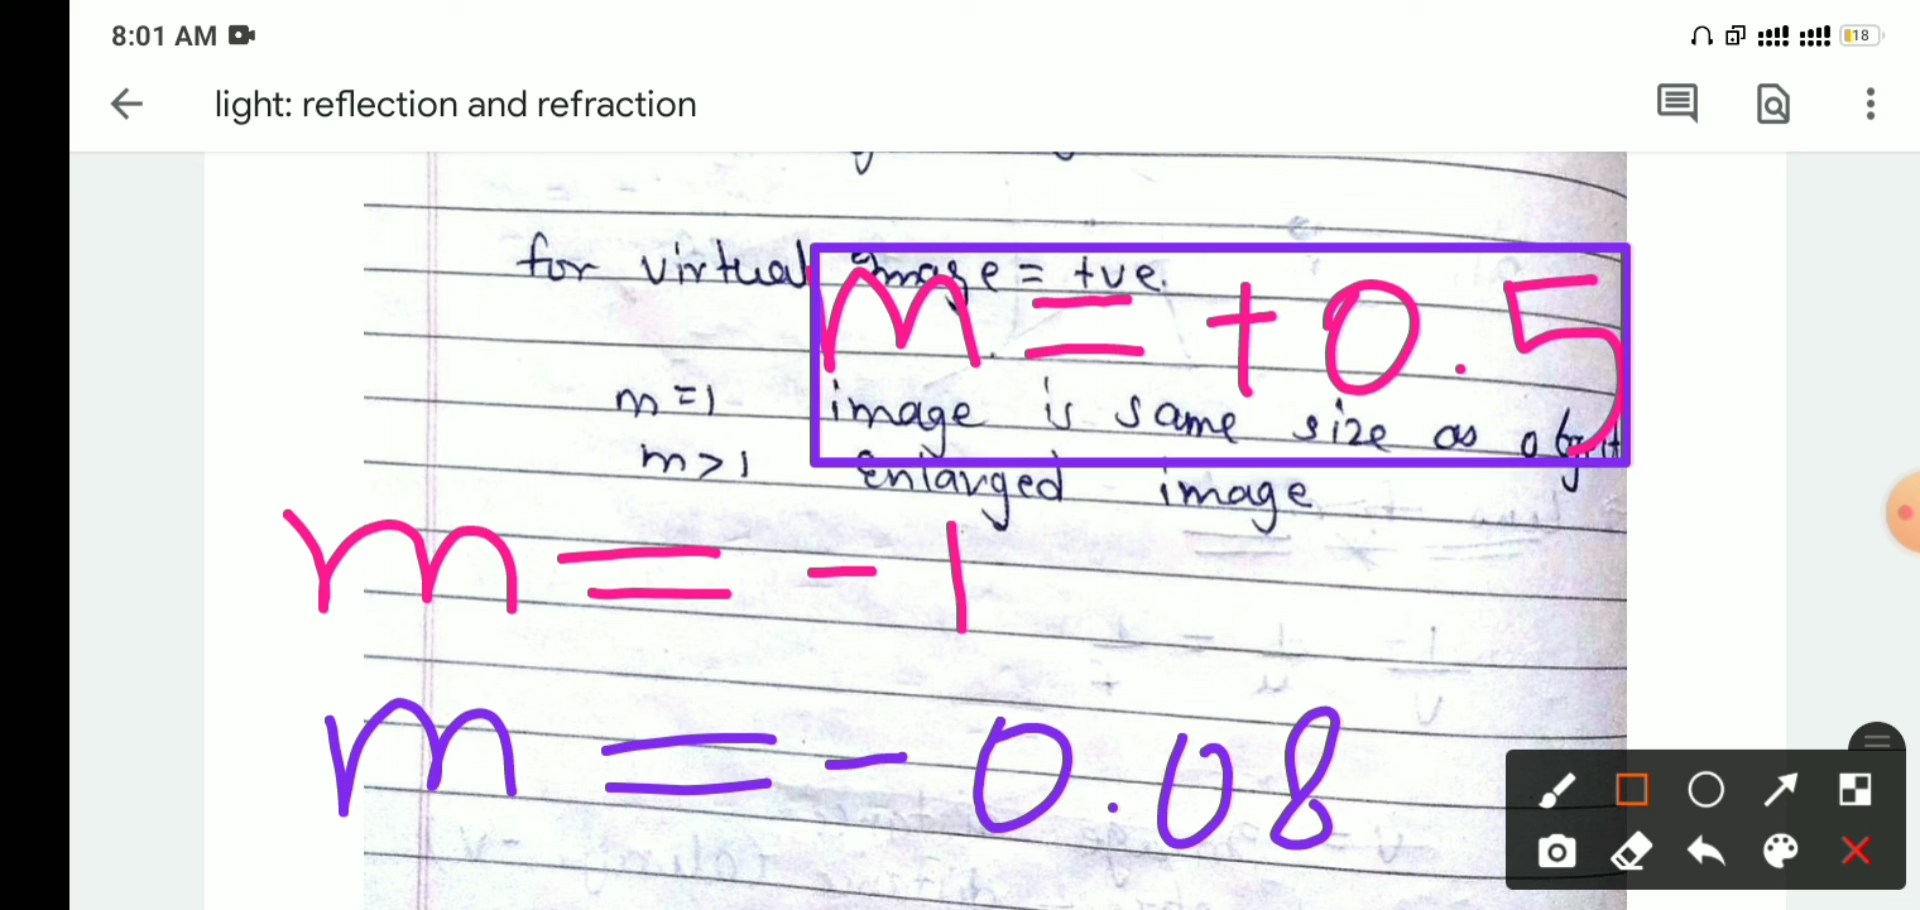 8:01 AM
18
light: reflection and refraction
for virtual image = +ve.
m = +0.5
m = 1 image is same size as object
m > 1 enlarged image
m = -1
m = -0.08